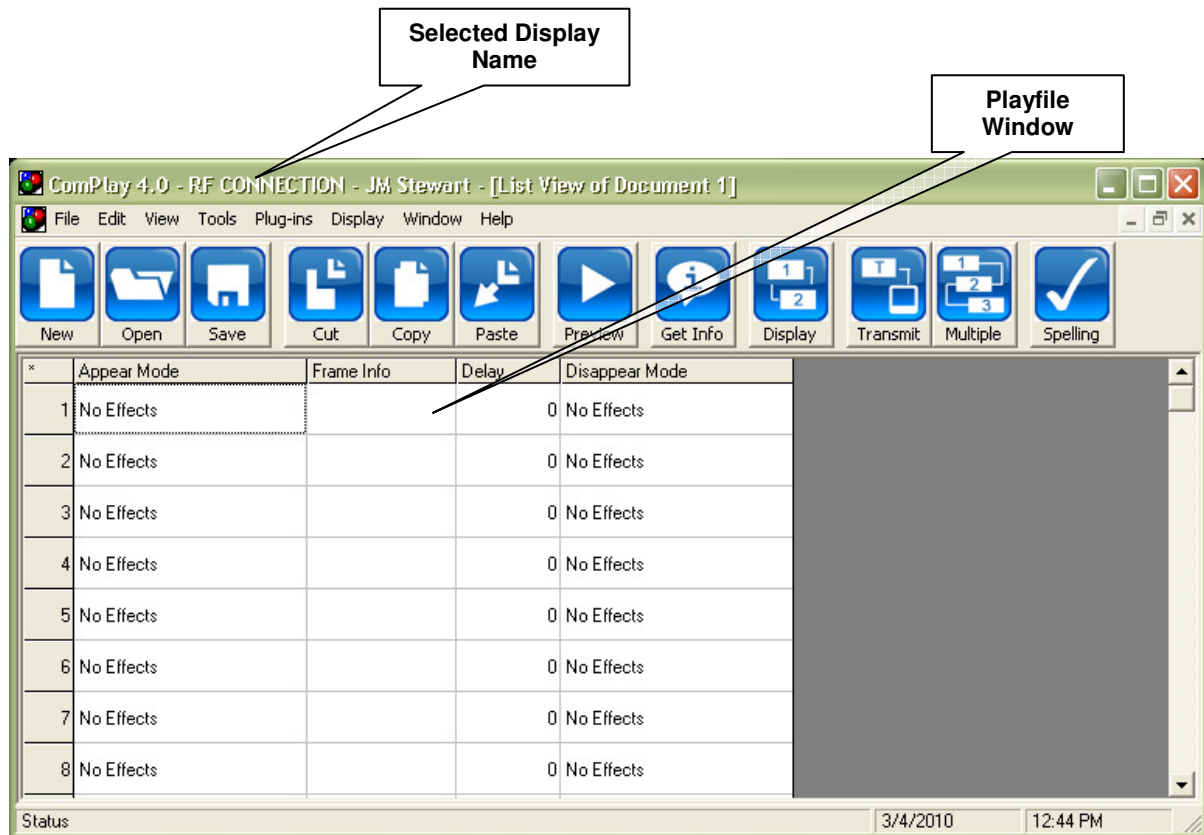 Selected Display
Name
Playfile
Window
ComPlay 4.0 - RF CONNECTION - JM Stewart - [List View of Document 1]
File Edit View Tools Plug-ins Display Window Help
1 T 1
2 2 3
New Open Save Cut Copy Paste Preview Get Info Display Transmit Multiple Spelling
* Appear Mode Frame Info Delay Disappear Mode
1 No Effects 0 No Effects
2 No Effects 0 No Effects
3 No Effects 0 No Effects
4 No Effects 0 No Effects
5 No Effects 0 No Effects
6 No Effects 0 No Effects
7 No Effects 0 No Effects
8 No Effects 0 No Effects
Status 3/4/2010 12:44 PM